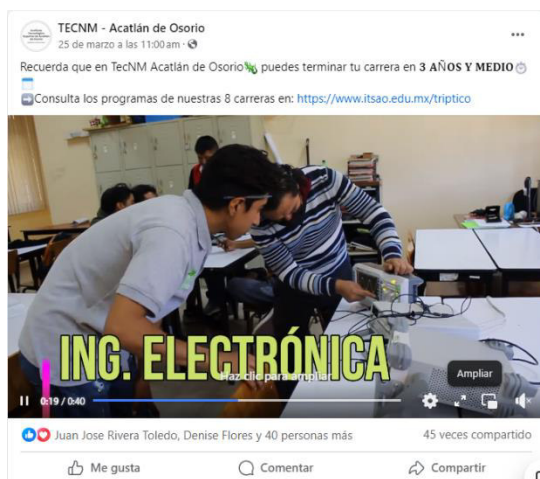 TECNM - Acatlán de Osorio
25 de marzo a las 11:00 am ·
Recuerda que en TecNM Acatlán de Osorio puedes terminar tu carrera en 3 AÑOS Y MEDIO
Consulta los programas de nuestras 8 carreras en: https://www.itsao.edu.mx/triptico
ING. ELECTRÓNICA
Haz clic para ampliar
Ampliar
0:19 / 0:40
Juan Jose Rivera Toledo, Denise Flores y 40 personas más
45 veces compartido
Me gusta
Comentar
Compartir